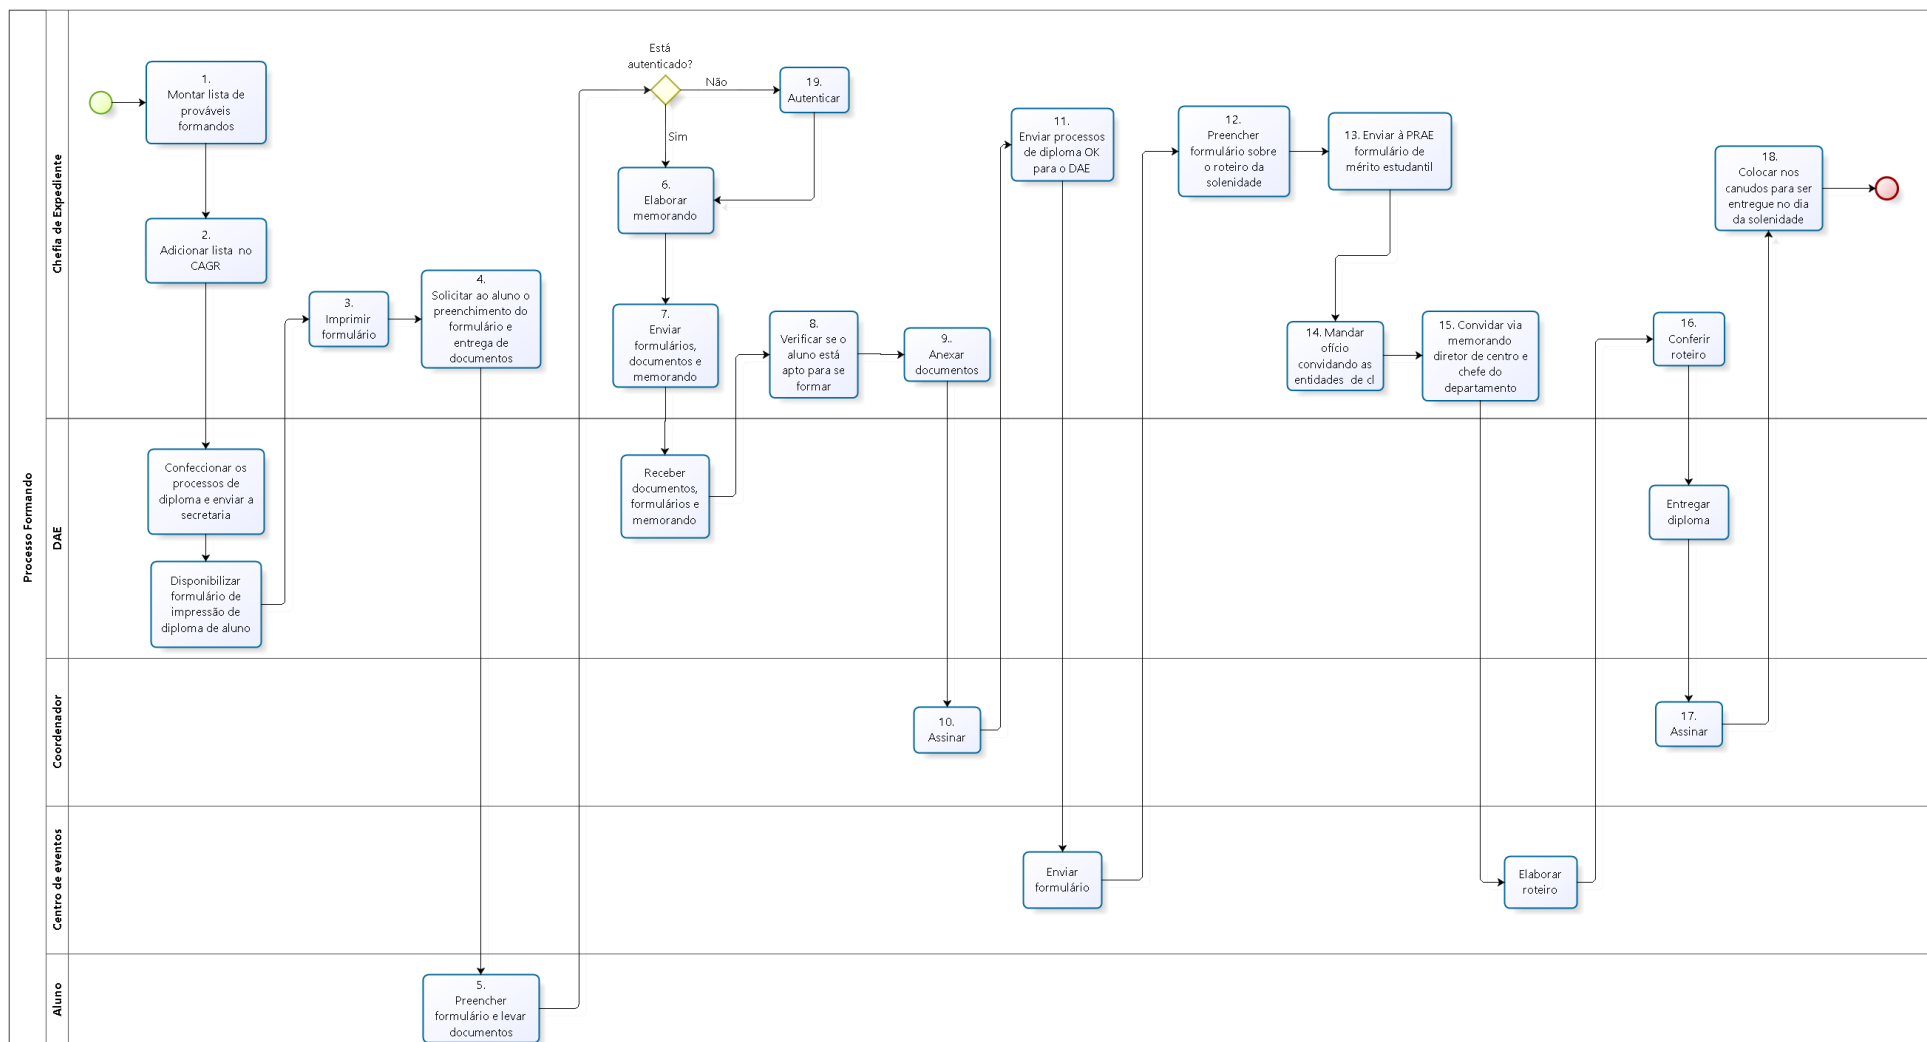 Processo Formando
Chefia de Expediente
1.
Montar lista de
prováveis
formandos
2.
Adicionar lista  no
CAGR
3.
Imprimir
formulário
4.
Solicitar ao aluno o
preenchimento do
formulário e
entrega de
documentos
Está
autenticado?
Não
Sim
19.
Autenticar
6.
Elaborar
memorando
7.
Enviar
formulários,
documentos e
memorando
8.
Verificar se o
aluno está
apto para se
formar
9..
Anexar
documentos
11.
Enviar processos
de diploma OK
para o DAE
12.
Preencher
formulário sobre
o roteiro da
solenidade
13. Enviar à PRAE
formulário de
mérito estudantil
14. Mandar
ofício
convidando as
entidades  de cl
15. Convidar via
memorando
diretor de centro e
chefe do
departamento
16.
Conferir
roteiro
18.
Colocar nos
canudos para ser
entregue no dia
da solenidade
DAE
Confeccionar os
processos de
diploma e enviar a
secretaria
Disponibilizar
formulário de
impressão de
diploma de aluno
Receber
documentos,
formulários e
memorando
Entregar
diploma
Coordenador
10.
Assinar
17.
Assinar
Centro de eventos
Enviar
formulário
Elaborar
roteiro
Aluno
5.
Preencher
formulário e levar
documentos